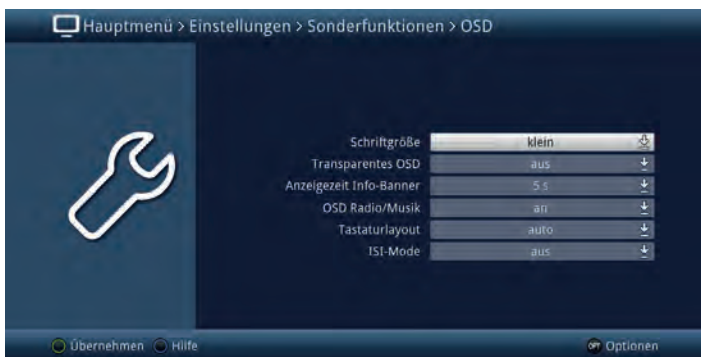 Hauptmenü > Einstellungen > Sonderfunktionen > OSD
Schriftgröße klein
Transparentes OSD aus
Anzeigezeit Info-Banner 5 s
OSD Radio/Musik an
Tastaturlayout auto
ISI-Mode aus
Übernehmen Hilfe OPT Optionen